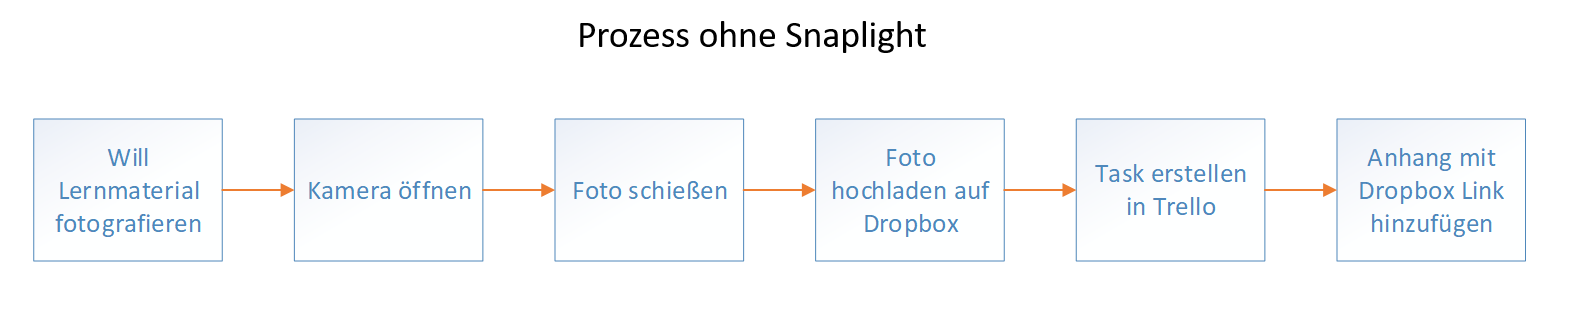 Prozess ohne Snaplight
Will
Lernmaterial
fotografieren
Kamera öffnen
Foto schießen
Foto
hochladen auf
Dropbox
Task erstellen
in Trello
Anhang mit
Dropbox Link
hinzufügen